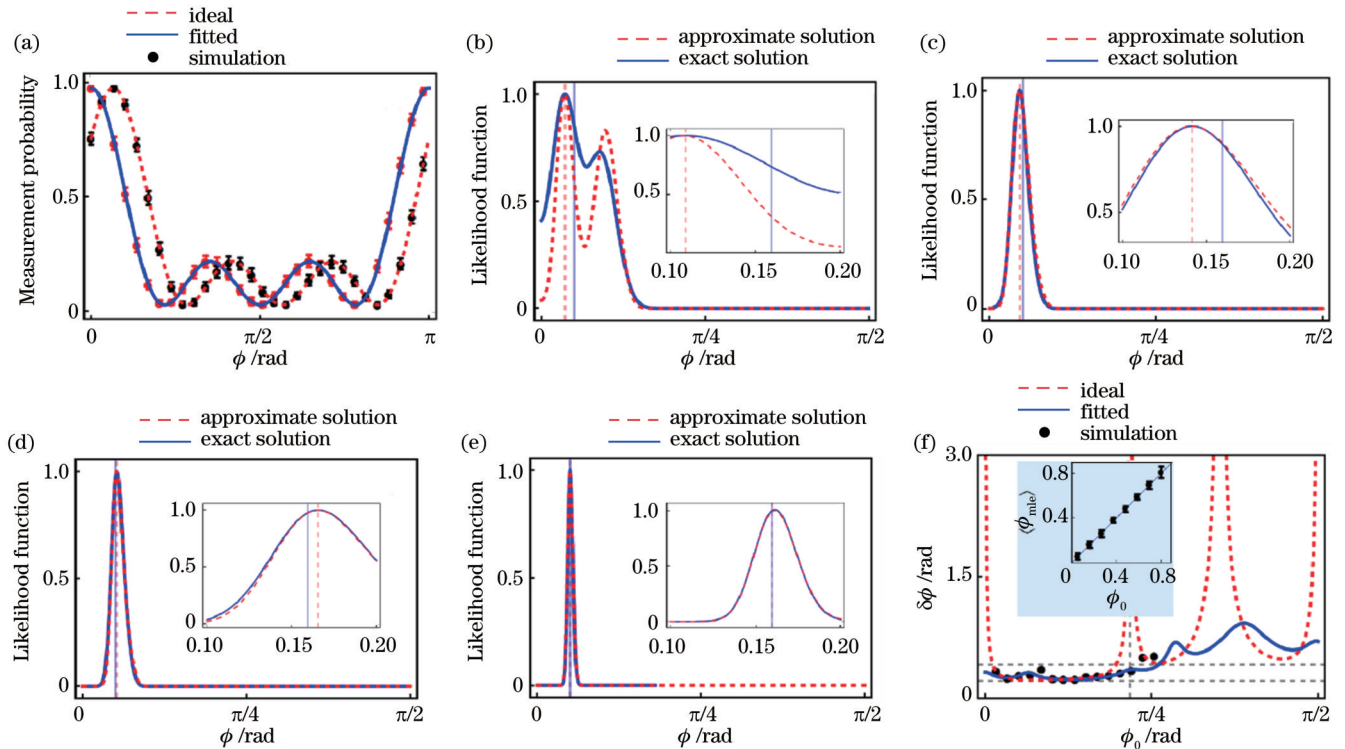 (a)
ideal
fitted
simulation
Measurement probability
1.0
0.5
0
0
π/2
π
ϕ /rad
(b)
approximate solution
exact solution
Likelihood function
1.0
0.5
0
0
π/4
π/2
ϕ /rad
1.0
0.5
0.10
0.15
0.20
(c)
approximate solution
exact solution
Likelihood function
1.0
0.5
0
0
π/4
π/2
ϕ /rad
1.0
0.5
0.10
0.15
0.20
(d)
approximate solution
exact solution
Likelihood function
1.0
0.5
0
0
π/4
π/2
ϕ /rad
1.0
0.5
0
0.10
0.15
0.20
(e)
approximate solution
exact solution
Likelihood function
1.0
0.5
0
0
π/4
π/2
ϕ /rad
1.0
0.5
0
0.10
0.15
0.20
(f)
ideal
fitted
simulation
δϕ /rad
3.0
1.5
0
0
π/4
π/2
ϕ₀ /rad
⟨ϕ_mle⟩
0.8
0.4
0
0.4
0.8
ϕ₀